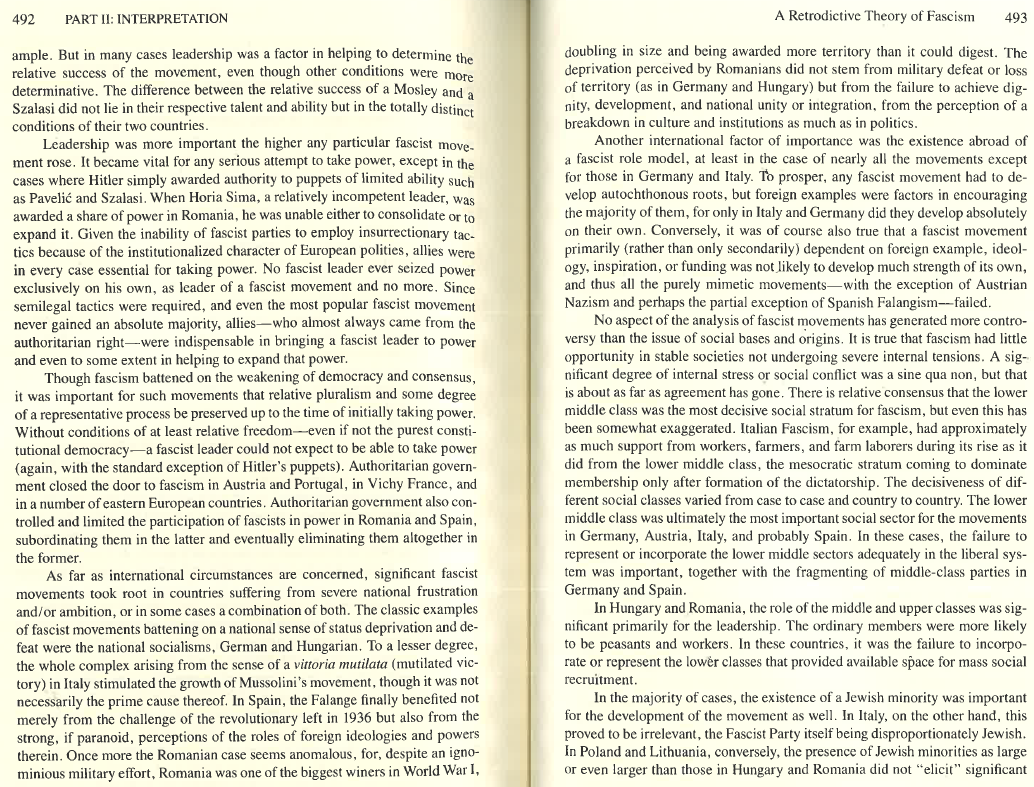 492 PART II: INTERPRETATION
ample. But in many cases leadership was a factor in helping to determine the
relative success of the movement, even though other conditions were more
determinative. The difference between the relative success of a Mosley and a
Szalasi did not lie in their respective talent and ability but in the totally distinct
conditions of their two countries.
Leadership was more important the higher any particular fascist move-
ment rose. It became vital for any serious attempt to take power, except in the
cases where Hitler simply awarded authority to puppets of limited ability such
as Pavelić and Szalasi. When Horia Sima, a relatively incompetent leader, was
awarded a share of power in Romania, he was unable either to consolidate or to
expand it. Given the inability of fascist parties to employ insurrectionary tac-
tics because of the institutionalized character of European polities, allies were
in every case essential for taking power. No fascist leader ever seized power
exclusively on his own, as leader of a fascist movement and no more. Since
semilegal tactics were required, and even the most popular fascist movement
never gained an absolute majority, allies—who almost always came from the
authoritarian right—were indispensable in bringing a fascist leader to power
and even to some extent in helping to expand that power.
Though fascism battened on the weakening of democracy and consensus,
it was important for such movements that relative pluralism and some degree
of a representative process be preserved up to the time of initially taking power.
Without conditions of at least relative freedom—even if not the purest consti-
tutional democracy—a fascist leader could not expect to be able to take power
(again, with the standard exception of Hitler's puppets). Authoritarian govern-
ment closed the door to fascism in Austria and Portugal, in Vichy France, and
in a number of eastern European countries. Authoritarian government also con-
trolled and limited the participation of fascists in power in Romania and Spain,
subordinating them in the latter and eventually eliminating them altogether in
the former.
As far as international circumstances are concerned, significant fascist
movements took root in countries suffering from severe national frustration
and/or ambition, or in some cases a combination of both. The classic examples
of fascist movements battening on a national sense of status deprivation and de-
feat were the national socialisms, German and Hungarian. To a lesser degree,
the whole complex arising from the sense of a vittoria mutilata (mutilated vic-
tory) in Italy stimulated the growth of Mussolini's movement, though it was not
necessarily the prime cause thereof. In Spain, the Falange finally benefited not
merely from the challenge of the revolutionary left in 1936 but also from the
strong, if paranoid, perceptions of the roles of foreign ideologies and powers
therein. Once more the Romanian case seems anomalous, for, despite an igno-
minious military effort, Romania was one of the biggest winers in World War I,
A Retrodictive Theory of Fascism 493
doubling in size and being awarded more territory than it could digest. The
deprivation perceived by Romanians did not stem from military defeat or loss
of territory (as in Germany and Hungary) but from the failure to achieve dig-
nity, development, and national unity or integration, from the perception of a
breakdown in culture and institutions as much as in politics.
Another international factor of importance was the existence abroad of
a fascist role model, at least in the case of nearly all the movements except
for those in Germany and Italy. To prosper, any fascist movement had to de-
velop autochthonous roots, but foreign examples were factors in encouraging
the majority of them, for only in Italy and Germany did they develop absolutely
on their own. Conversely, it was of course also true that a fascist movement
primarily (rather than only secondarily) dependent on foreign example, ideol-
ogy, inspiration, or funding was not likely to develop much strength of its own,
and thus all the purely mimetic movements—with the exception of Austrian
Nazism and perhaps the partial exception of Spanish Falangism—failed.
No aspect of the analysis of fascist movements has generated more contro-
versy than the issue of social bases and origins. It is true that fascism had little
opportunity in stable societies not undergoing severe internal tensions. A sig-
nificant degree of internal stress or social conflict was a sine qua non, but that
is about as far as agreement has gone. There is relative consensus that the lower
middle class was the most decisive social stratum for fascism, but even this has
been somewhat exaggerated. Italian Fascism, for example, had approximately
as much support from workers, farmers, and farm laborers during its rise as it
did from the lower middle class, the mesocratic stratum coming to dominate
membership only after formation of the dictatorship. The decisiveness of dif-
ferent social classes varied from case to case and country to country. The lower
middle class was ultimately the most important social sector for the movements
in Germany, Austria, Italy, and probably Spain. In these cases, the failure to
represent or incorporate the lower middle sectors adequately in the liberal sys-
tem was important, together with the fragmenting of middle-class parties in
Germany and Spain.
In Hungary and Romania, the role of the middle and upper classes was sig-
nificant primarily for the leadership. The ordinary members were more likely
to be peasants and workers. In these countries, it was the failure to incorpo-
rate or represent the lower classes that provided available space for mass social
recruitment.
In the majority of cases, the existence of a Jewish minority was important
for the development of the movement as well. In Italy, on the other hand, this
proved to be irrelevant, the Fascist Party itself being disproportionately Jewish.
In Poland and Lithuania, conversely, the presence of Jewish minorities as large
or even larger than those in Hungary and Romania did not "elicit" significant